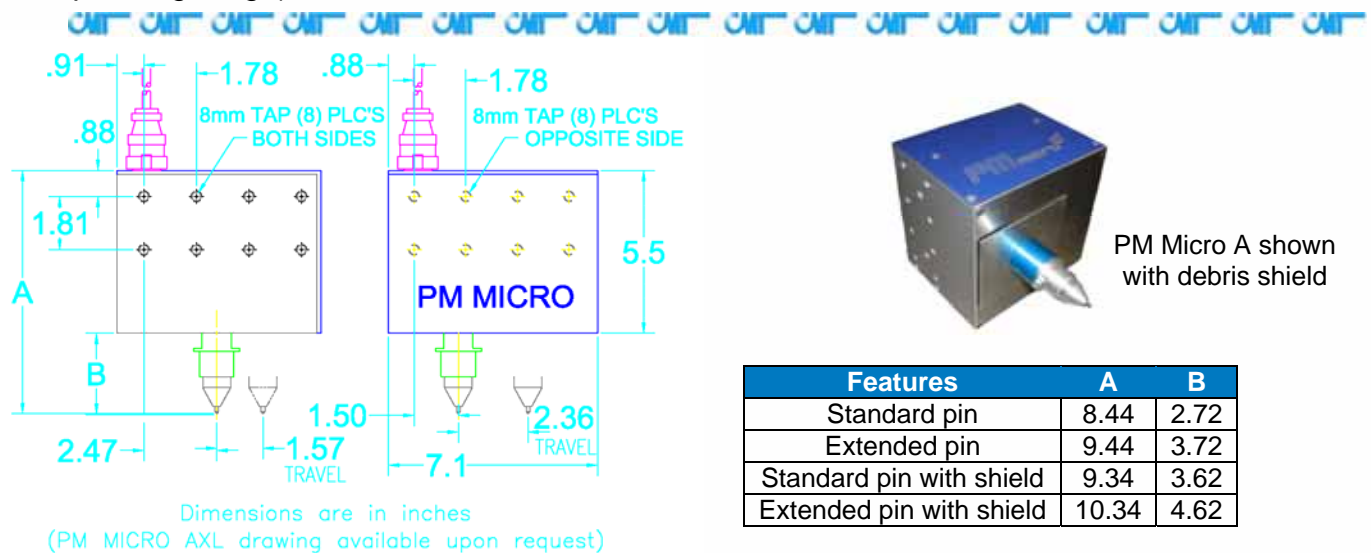 .91
1.78
.88
1.78
8mm TAP (8) PLC'S
BOTH SIDES
8mm TAP (8) PLC'S
OPPOSITE SIDE
.88
1.81
A
B
5.5
PM MICRO
1.50
2.36
TRAVEL
2.47
1.57
TRAVEL
7.1
Dimensions are in inches
(PM MICRO AXL drawing available upon request)
PM Micro A shown
with debris shield
Features A B
Standard pin 8.44 2.72
Extended pin 9.44 3.72
Standard pin with shield 9.34 3.62
Extended pin with shield 10.34 4.62